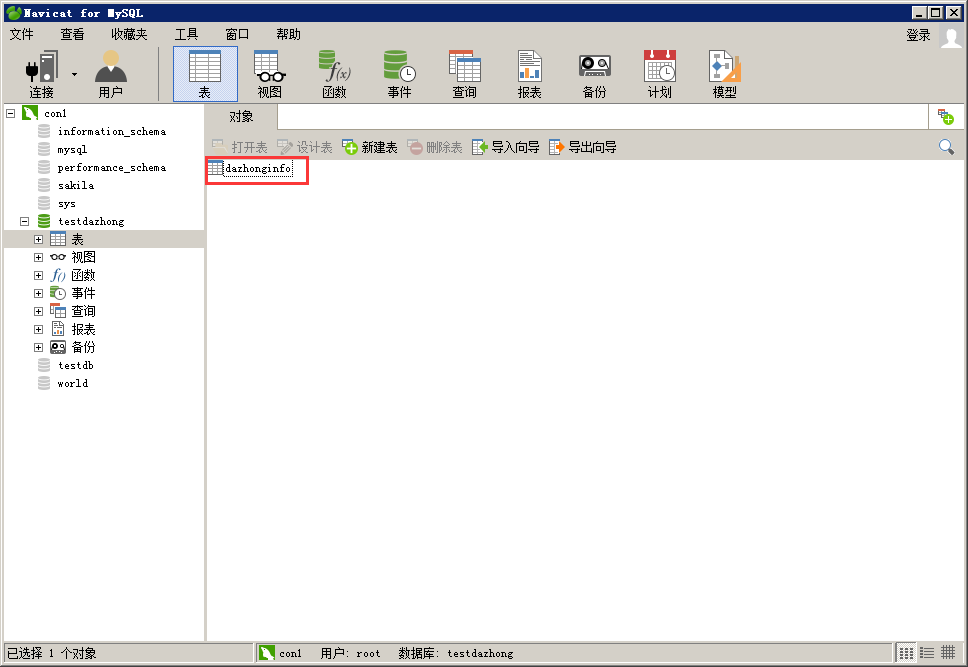 Navicat for MySQL
文件 查看 收藏夹 工具 窗口 帮助 登录
连接 用户 表 视图 函数 事件 查询 报表 备份 计划 模型
con1
information_schema
mysql
performance_schema
sakila
sys
testdazhong
表
视图
函数
事件
查询
报表
备份
testdb
world
对象
打开表 设计表 新建表 删除表 导入向导 导出向导
dazhonginfo
已选择 1 个对象 con1 用户: root 数据库: testdazhong